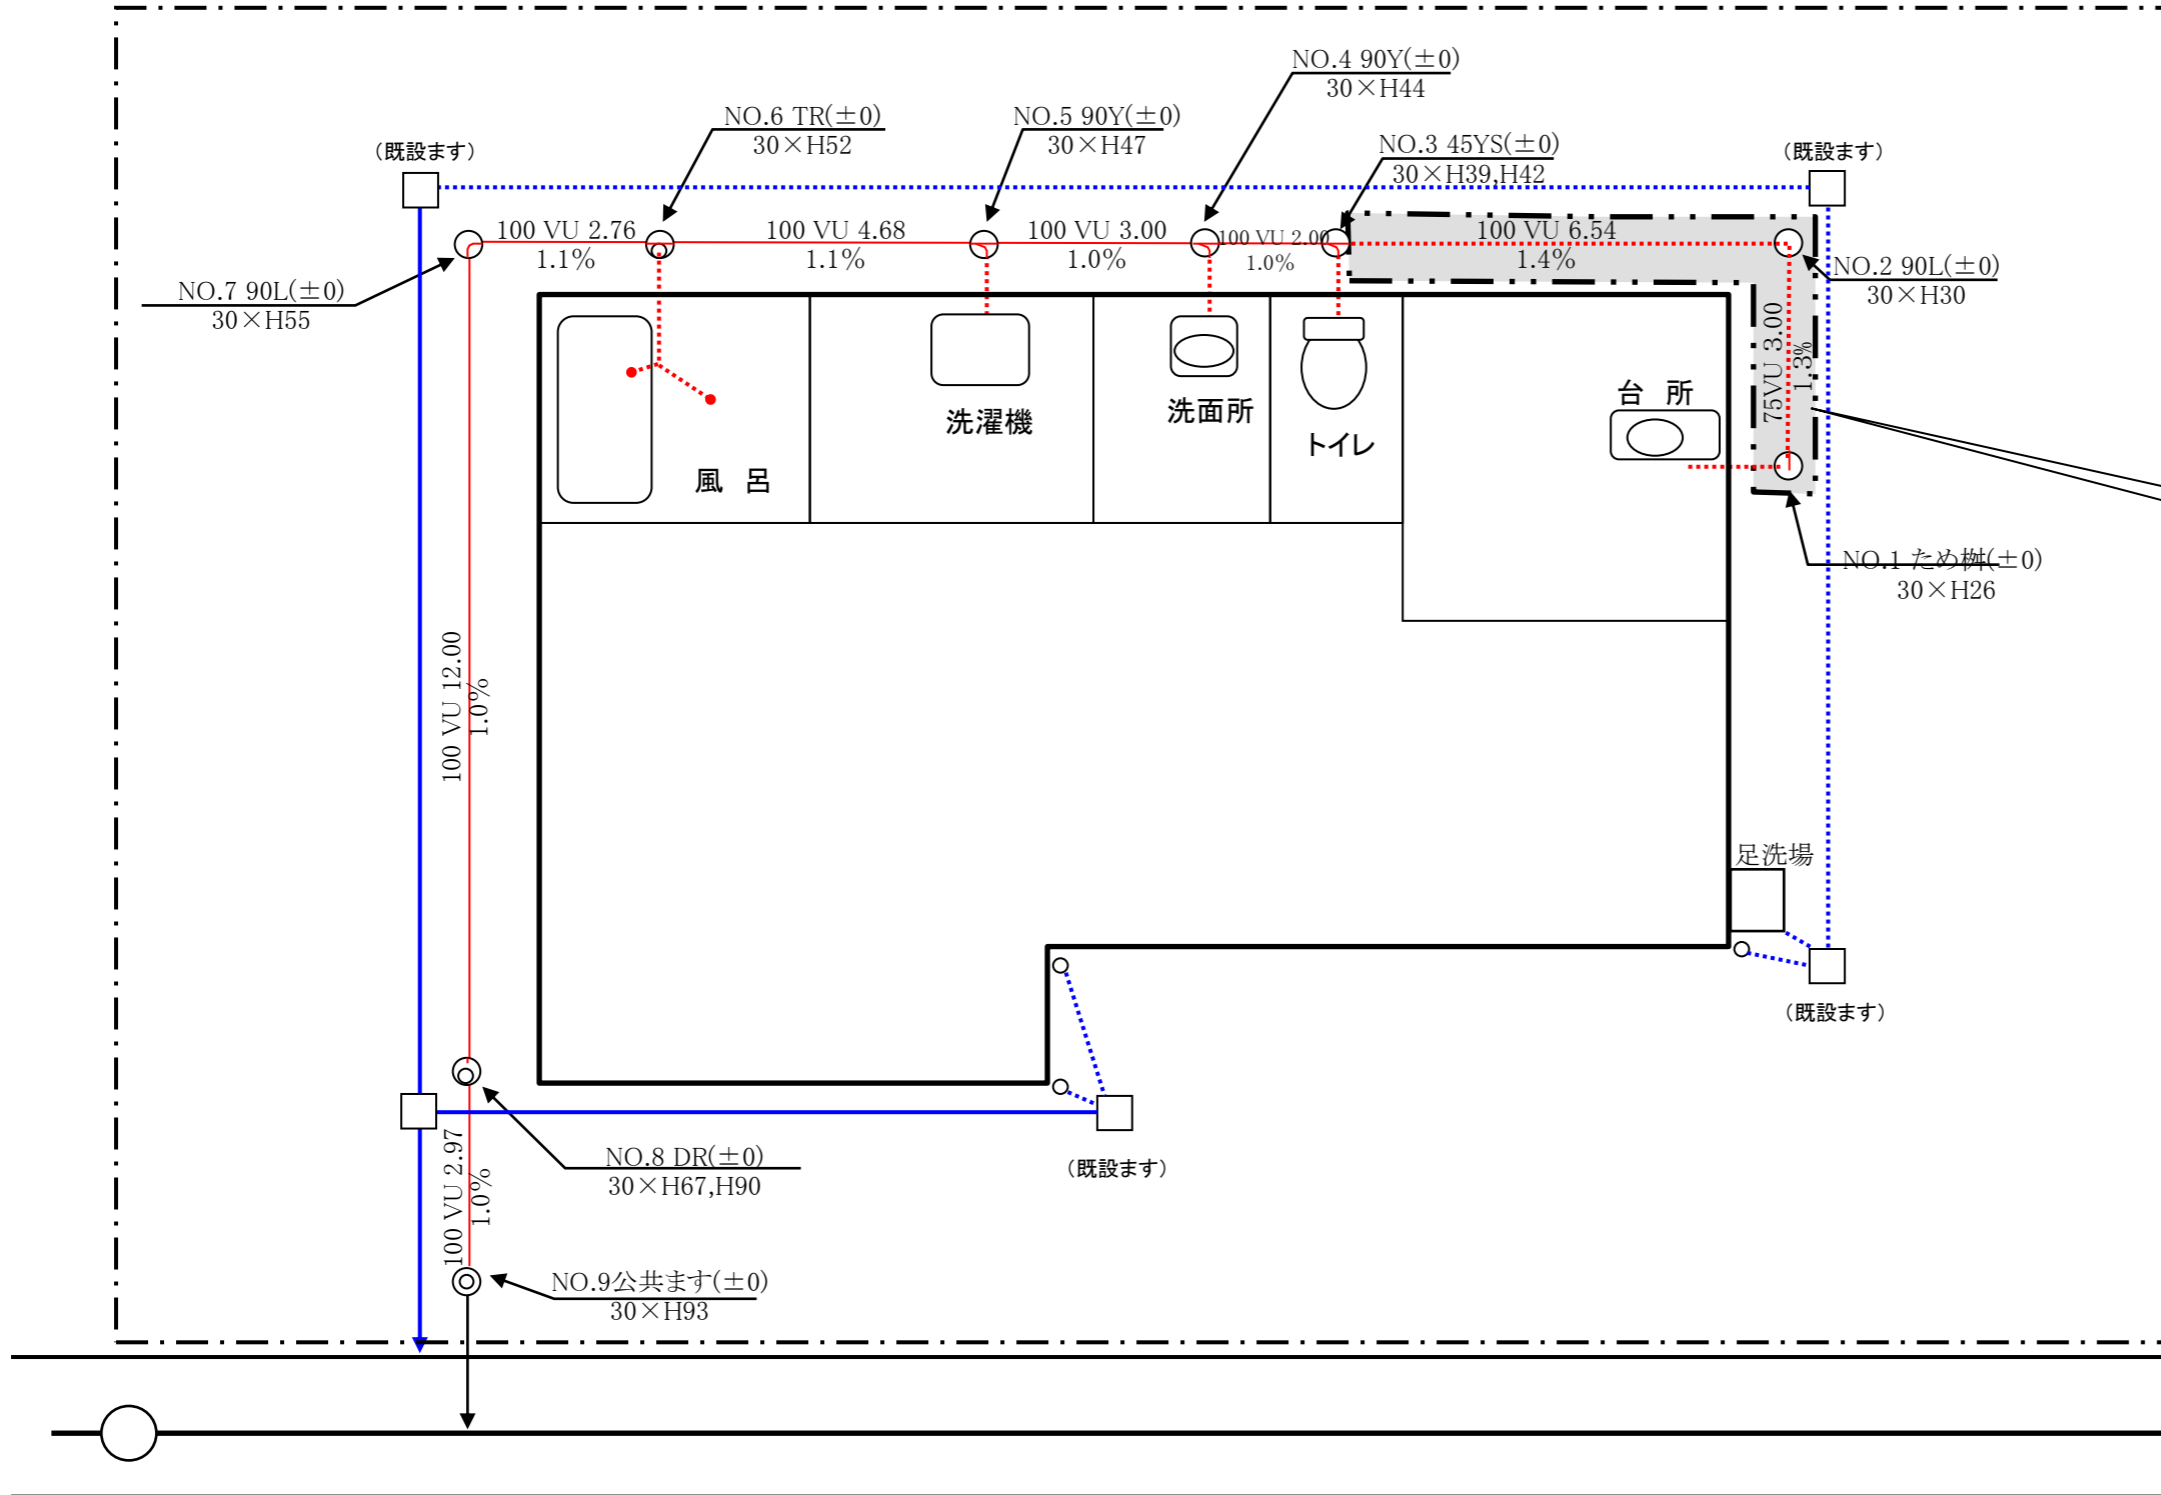 NO.4 90Y(±0)
30×H44
NO.6 TR(±0)
30×H52
NO.5 90Y(±0)
30×H47
NO.3 45YS(±0)
30×H39,H42
(既設ます)
(既設ます)
100 VU 2.76
1.1%
100 VU 4.68
1.1%
100 VU 3.00
1.0%
100 VU 2.00
1.0%
100 VU 6.54
1.4%
NO.7 90L(±0)
30×H55
NO.2 90L(±0)
30×H30
75VU 3.00
1.3%
台 所
洗濯機
洗面所
トイレ
風 呂
NO.1 ため桝(±0)
30×H26
100 VU 12.00
1.0%
足洗場
(既設ます)
100 VU 2.97
1.0%
NO.8 DR(±0)
30×H67,H90
(既設ます)
NO.9公共ます(±0)
30×H93